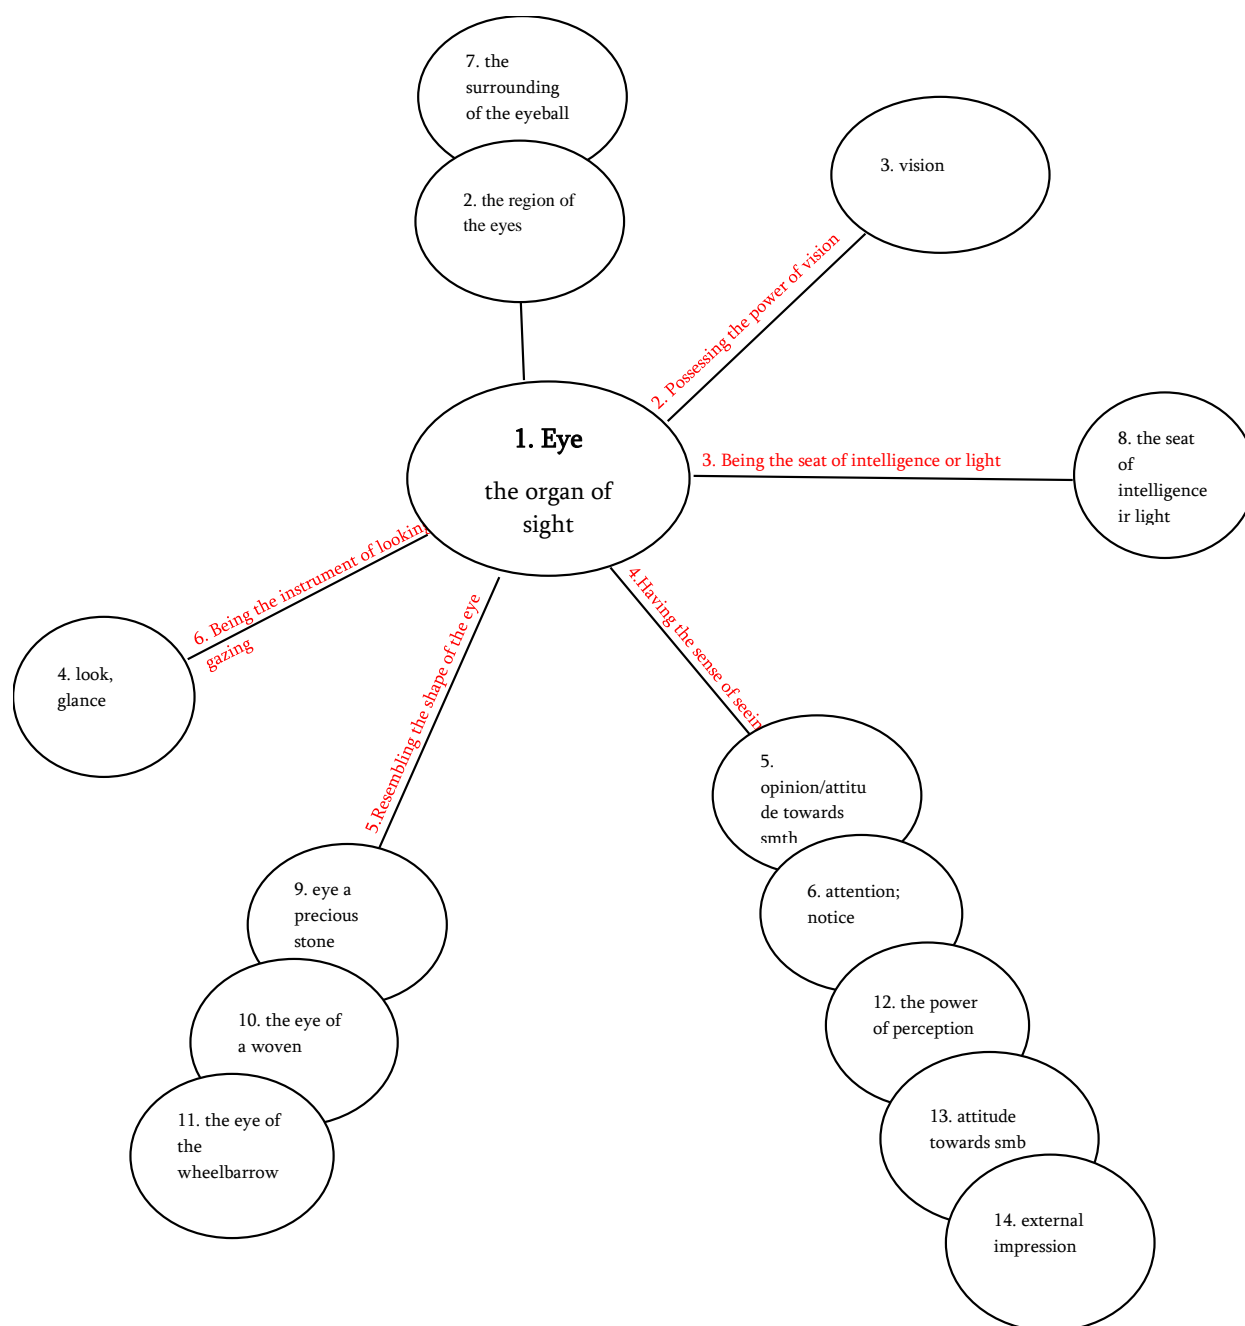 7. the
surrounding
of the eyeball
2. the region of
the eyes
3. vision
2. Possessing the power of vision
1. Eye
the organ of
sight
3. Being the seat of intelligence or light
8. the seat
of
intelligence
ir light
6. Being the instrument of lookin
gazing
4. look,
glance
5.Resembling the shape of the eye
4.Having the sense of seein
5.
opinion/attitu
de towards
smth
9. eye a
precious
stone
6. attention;
notice
10. the eye of
a woven
12. the power
of perception
11. the eye of
the
wheelbarrow
13. attitude
towards smb
14. external
impression